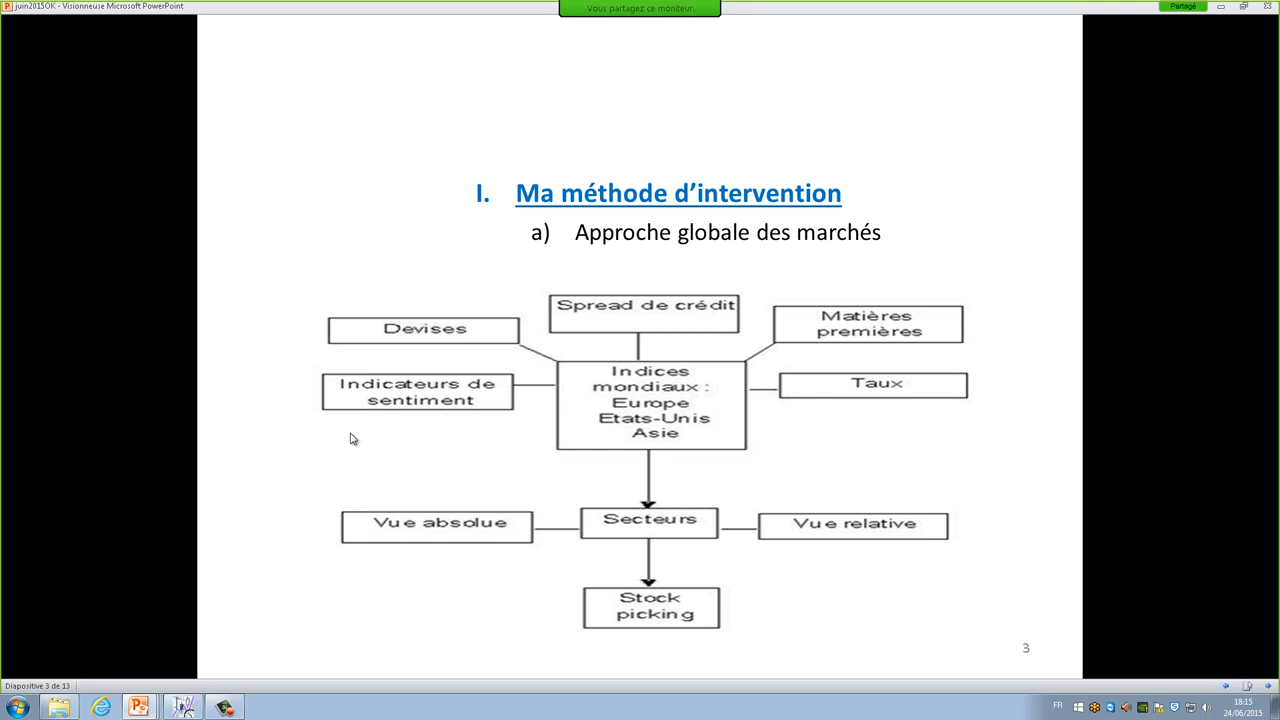 juin2015OK - Visionneuse Microsoft PowerPoint
Vous partagez ce moniteur.
Partagé
I. Ma méthode d’intervention
a) Approche globale des marchés
Spread de crédit
Devises
Matières
premières
Indicateurs de
sentiment
Indices
mondiaux :
Europe
Etats-Unis
Asie
Taux
Vue absolue
Secteurs
Vue relative
Stock
picking
3
Diapositive 3 de 13
FR
18:15
24/06/2015